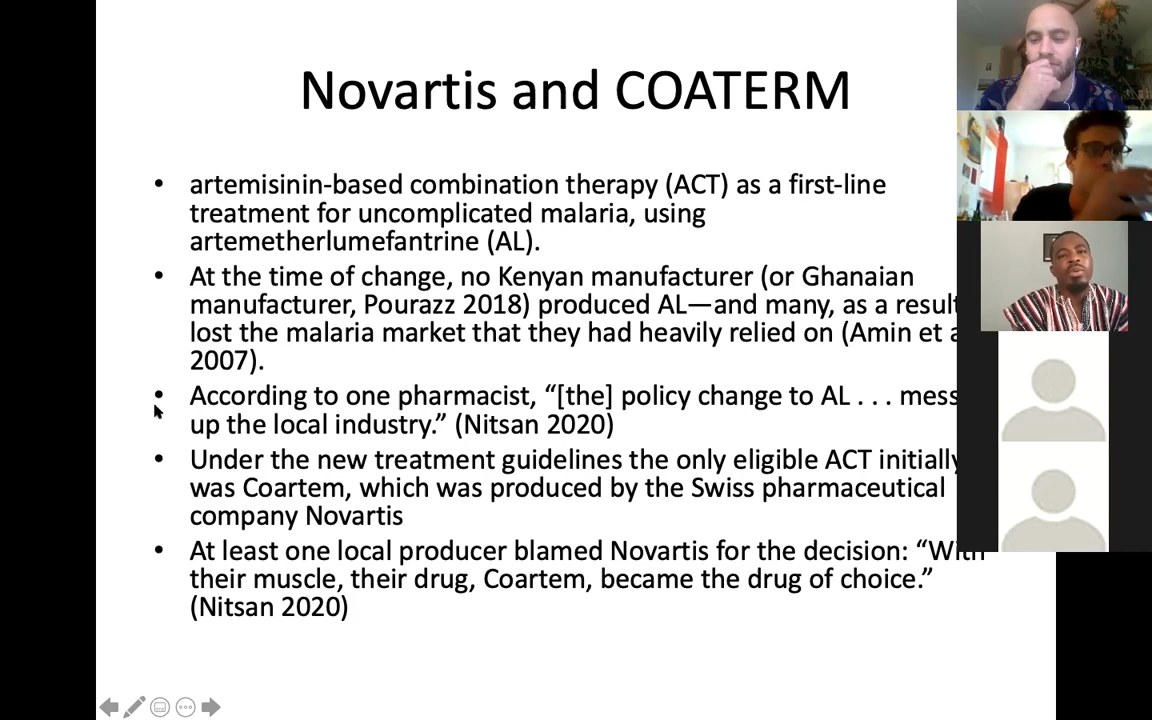 Novartis and COATERM
• artemisinin-based combination therapy (ACT) as a first-line
treatment for uncomplicated malaria, using
artemetherlumefantrine (AL).
• At the time of change, no Kenyan manufacturer (or Ghanaian
manufacturer, Pourazz 2018) produced AL—and many, as a result
lost the malaria market that they had heavily relied on (Amin et a
2007).
• According to one pharmacist, “[the] policy change to AL . . . mess
up the local industry.” (Nitsan 2020)
• Under the new treatment guidelines the only eligible ACT initially
was Coartem, which was produced by the Swiss pharmaceutical
company Novartis
• At least one local producer blamed Novartis for the decision: “With
their muscle, their drug, Coartem, became the drug of choice.”
(Nitsan 2020)